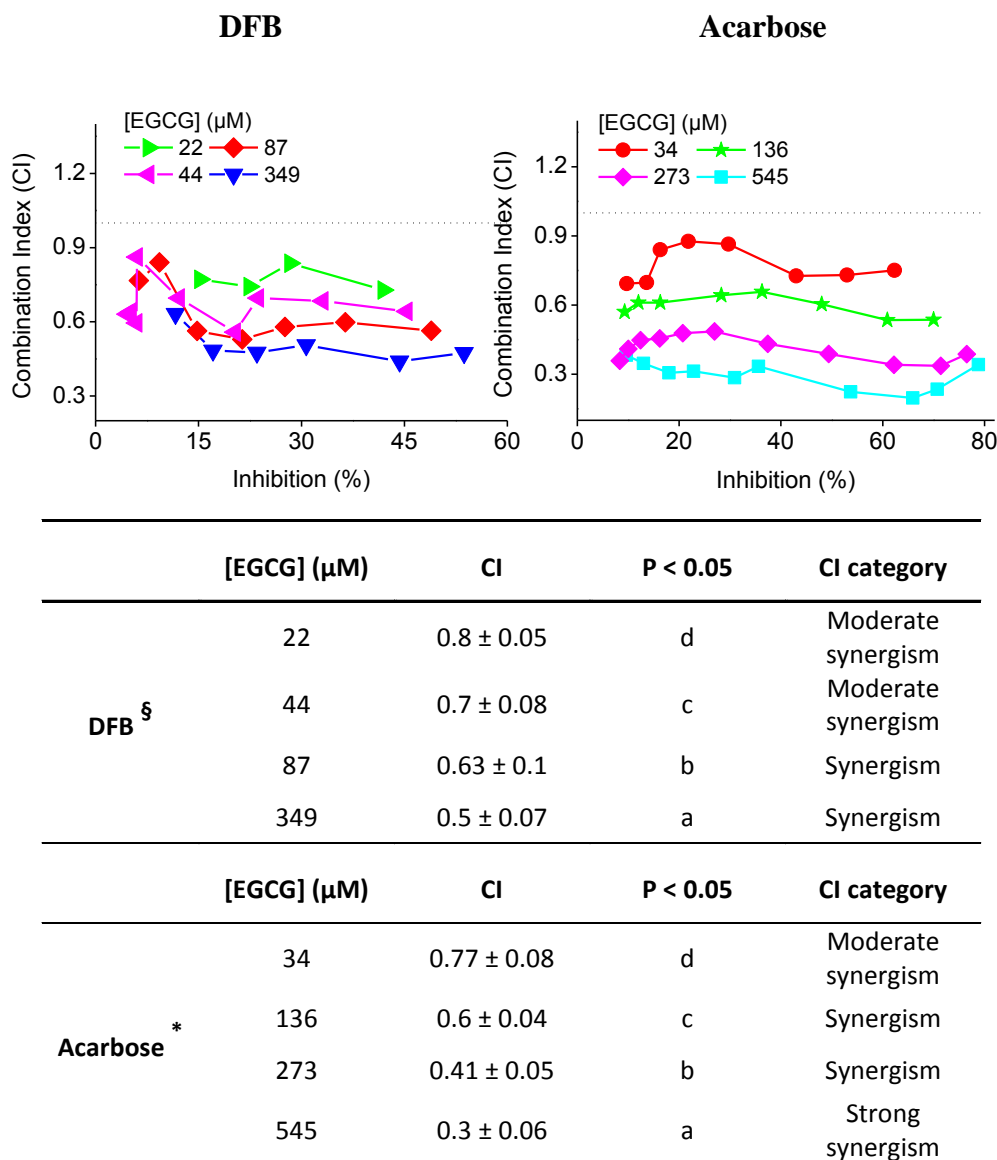 DFB
Acarbose
[EGCG] (µM)
22 87
44 349
Combination Index (CI)
1.2
0.9
0.6
0.3
0 15 30 45 60
Inhibition (%)
[EGCG] (µM)
34 136
273 545
Combination Index (CI)
1.2
0.9
0.6
0.3
0 20 40 60 80
Inhibition (%)
[EGCG] (µM) CI P < 0.05 CI category
DFB §
22 0.8 ± 0.05 d Moderate
synergism
44 0.7 ± 0.08 c Moderate
synergism
87 0.63 ± 0.1 b Synergism
349 0.5 ± 0.07 a Synergism
[EGCG] (µM) CI P < 0.05 CI category
Acarbose *
34 0.77 ± 0.08 d Moderate
synergism
136 0.6 ± 0.04 c Synergism
273 0.41 ± 0.05 b Synergism
545 0.3 ± 0.06 a Strong
synergism